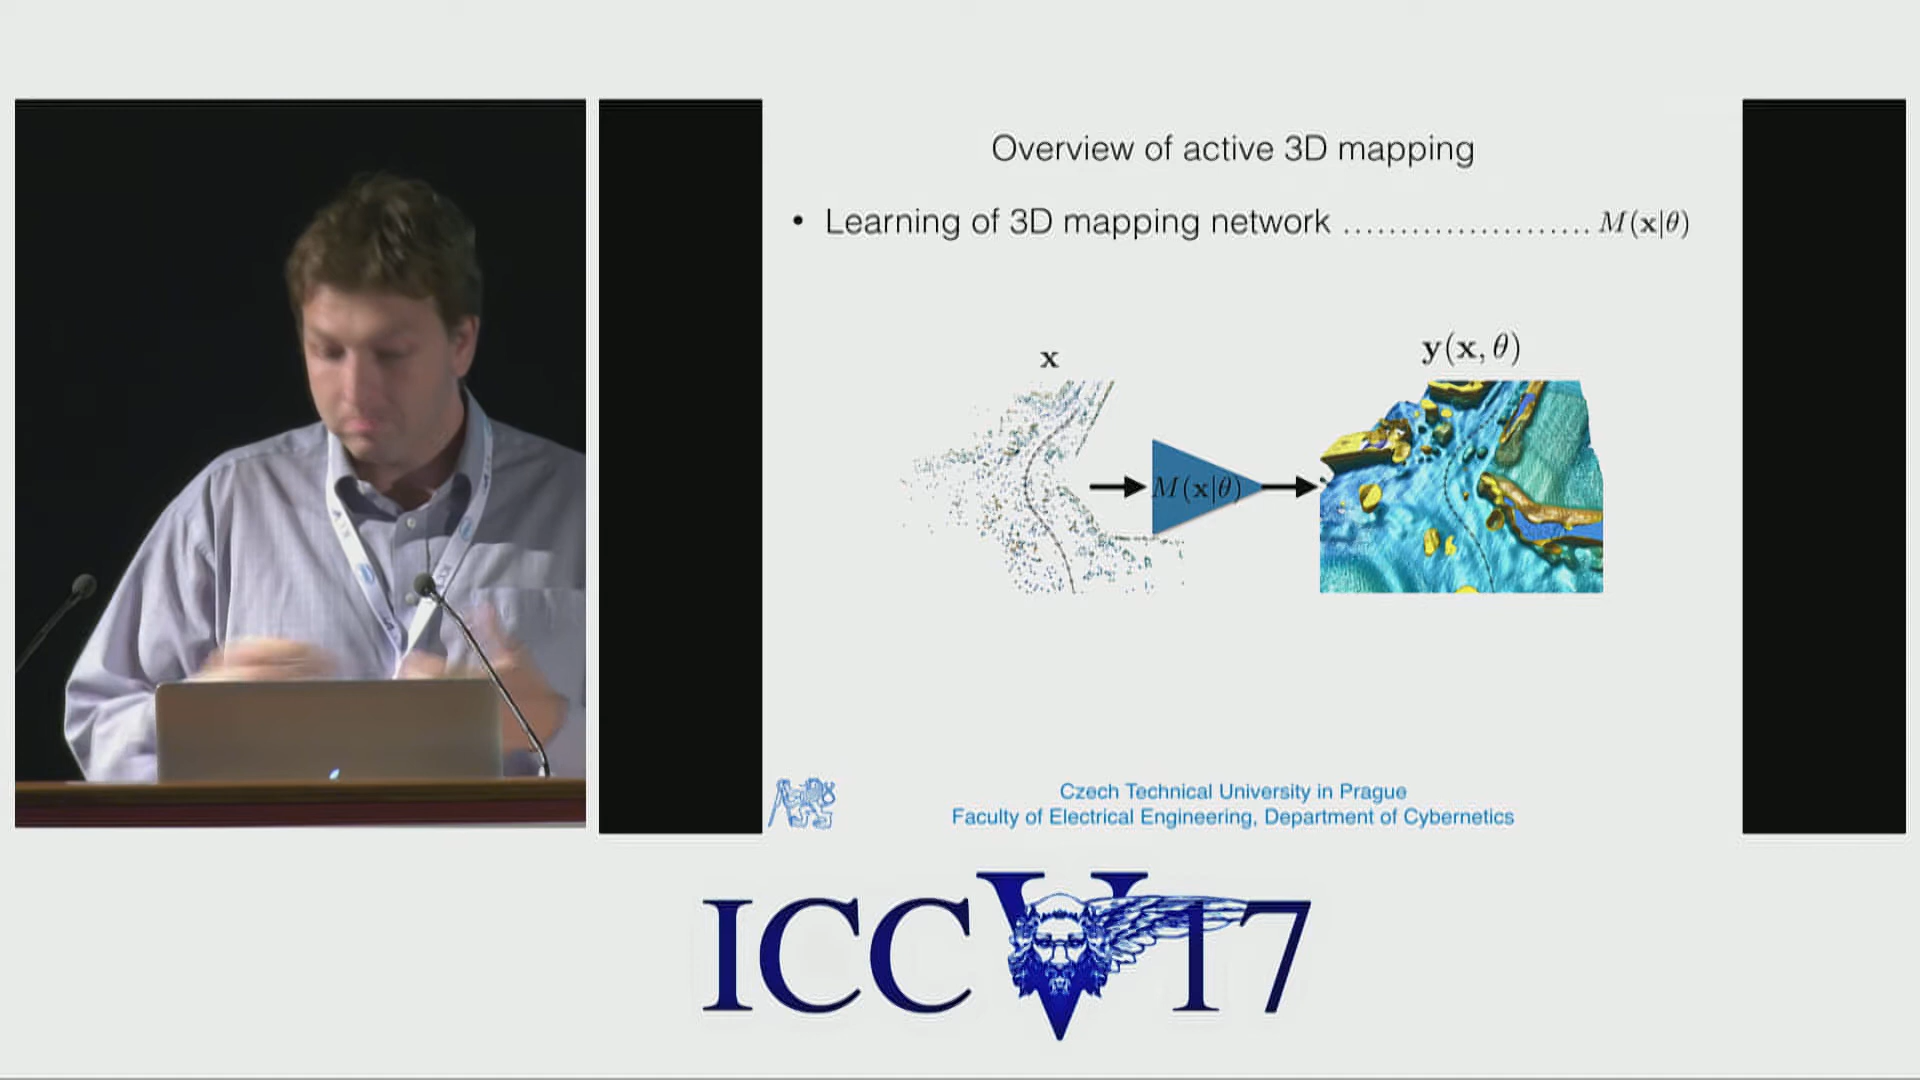 Overview of active 3D mapping
• Learning of 3D mapping network ...................... M(x|θ)
x
y(x, θ)
M(x|θ)
Czech Technical University in Prague
Faculty of Electrical Engineering, Department of Cybernetics
ICCV17